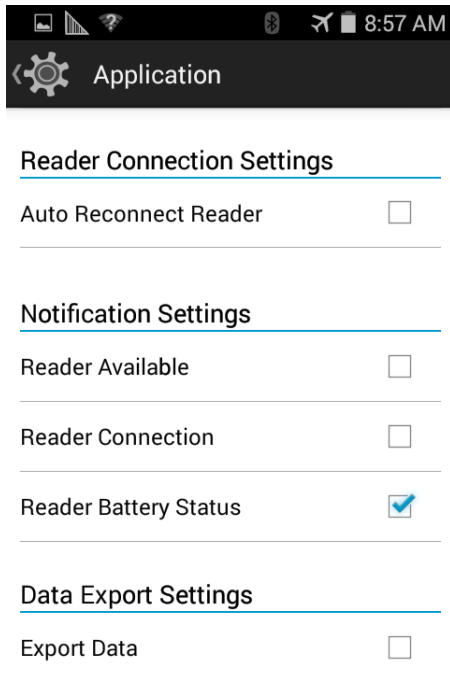 8:57 AM
Application
Reader Connection Settings
Auto Reconnect Reader
Notification Settings
Reader Available
Reader Connection
Reader Battery Status
Data Export Settings
Export Data